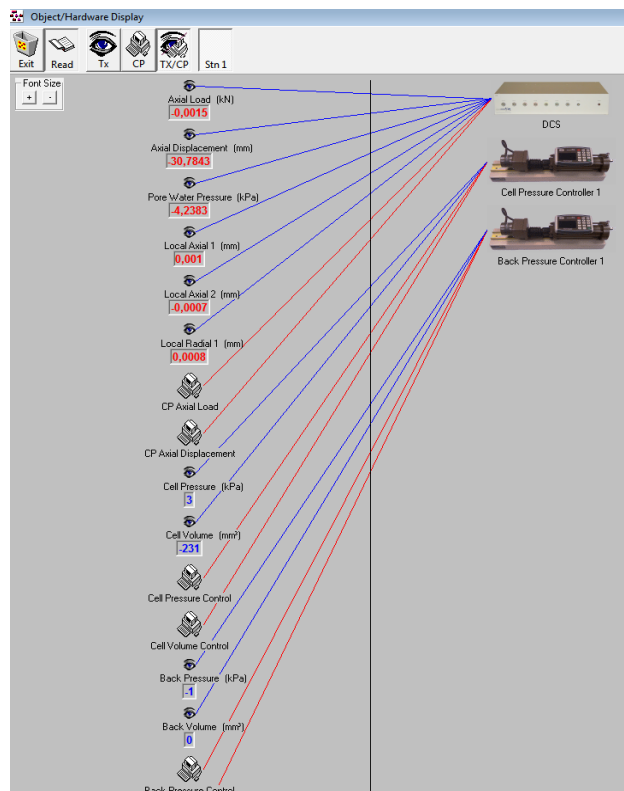 Object/Hardware Display
Exit Read Tx CP TX/CP Stn 1
Font Size
+ -
Axial Load (kN)
-0,0015
Axial Displacement (mm)
-30,7843
Pore Water Pressure (kPa)
-4,2383
Local Axial 1 (mm)
0,001
Local Axial 2 (mm)
-0,0007
Local Radial 1 (mm)
0,0008
CP Axial Load
CP Axial Displacement
Cell Pressure (kPa)
3
Cell Volume (mm³)
-231
Cell Pressure Control
Cell Volume Control
Back Pressure (kPa)
-1
Back Volume (mm³)
0
Back Pressure Control
DCS
Cell Pressure Controller 1
Back Pressure Controller 1